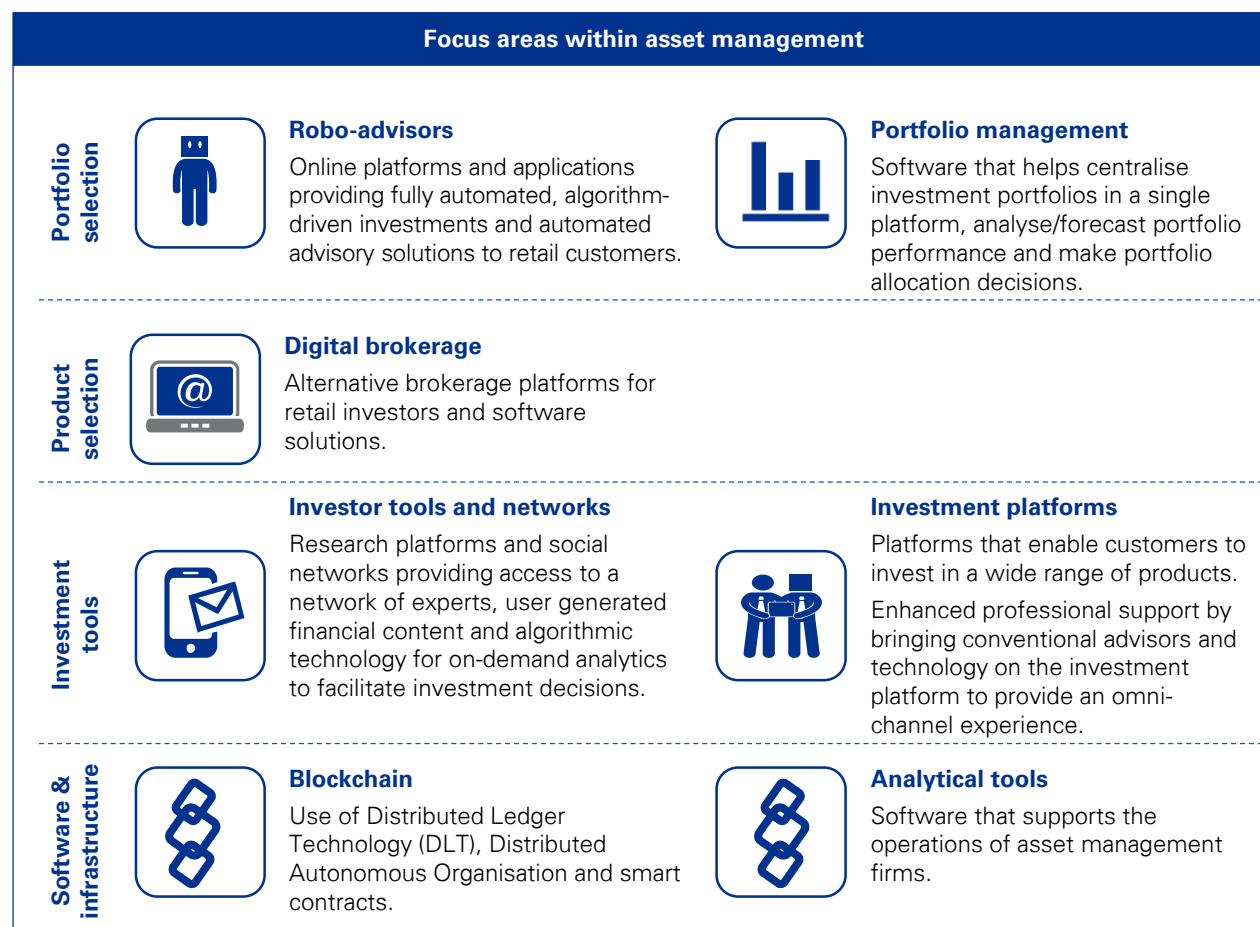 Focus areas within asset management
Portfolio
selection
Robo-advisors
Online platforms and applications
providing fully automated, algorithm-
driven investments and automated
advisory solutions to retail customers.
Portfolio management
Software that helps centralise
investment portfolios in a single
platform, analyse/forecast portfolio
performance and make portfolio
allocation decisions.
Product
selection
@
Digital brokerage
Alternative brokerage platforms for
retail investors and software
solutions.
Investment
tools
Investor tools and networks
Research platforms and social
networks providing access to a
network of experts, user generated
financial content and algorithmic
technology for on-demand analytics
to facilitate investment decisions.
Investment platforms
Platforms that enable customers to
invest in a wide range of products.
Enhanced professional support by
bringing conventional advisors and
technology on the investment
platform to provide an omni-
channel experience.
Software &
infrastructure
Blockchain
Use of Distributed Ledger
Technology (DLT), Distributed
Autonomous Organisation and smart
contracts.
Analytical tools
Software that supports the
operations of asset management
firms.